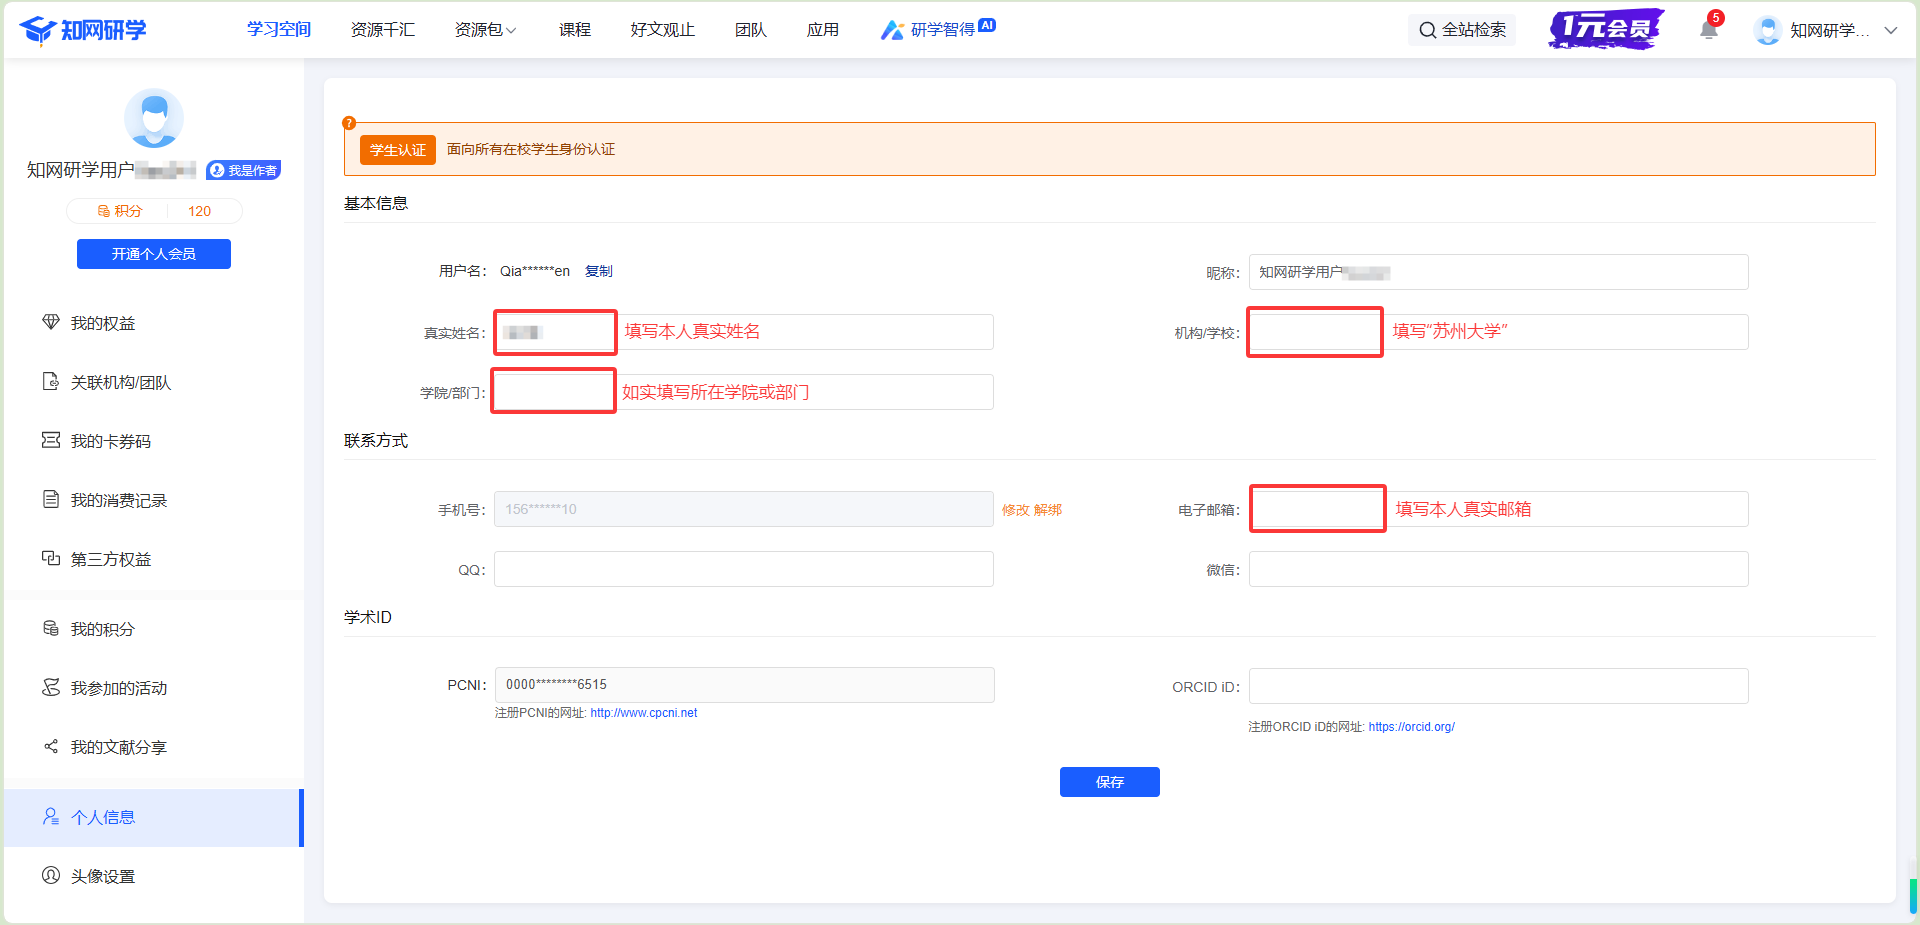 知网研学 学习空间 资源千汇 资源包 课程 好文观止 团队 应用 研学智得 AI 全站检索 1元会员 5 知网研学...
知网研学用户 我是作者
积分 120
开通个人会员
我的权益
关联机构/团队
我的卡券码
我的消费记录
第三方权益
我的积分
我参加的活动
我的文献分享
个人信息
头像设置
?
学生认证 面向所有在校学生身份认证
基本信息
用户名： Qia******en 复制
昵称： 知网研学用户
真实姓名： 填写本人真实姓名
机构/学校： 填写“苏州大学”
学院/部门： 如实填写所在学院或部门
联系方式
手机号： 156******10 修改 解绑
电子邮箱： 填写本人真实邮箱
QQ：
微信：
学术ID
PCNI： 0000********6515
注册PCNI的网址: http://www.cpcni.net
ORCID iD：
注册ORCID iD的网址: https://orcid.org/
保存